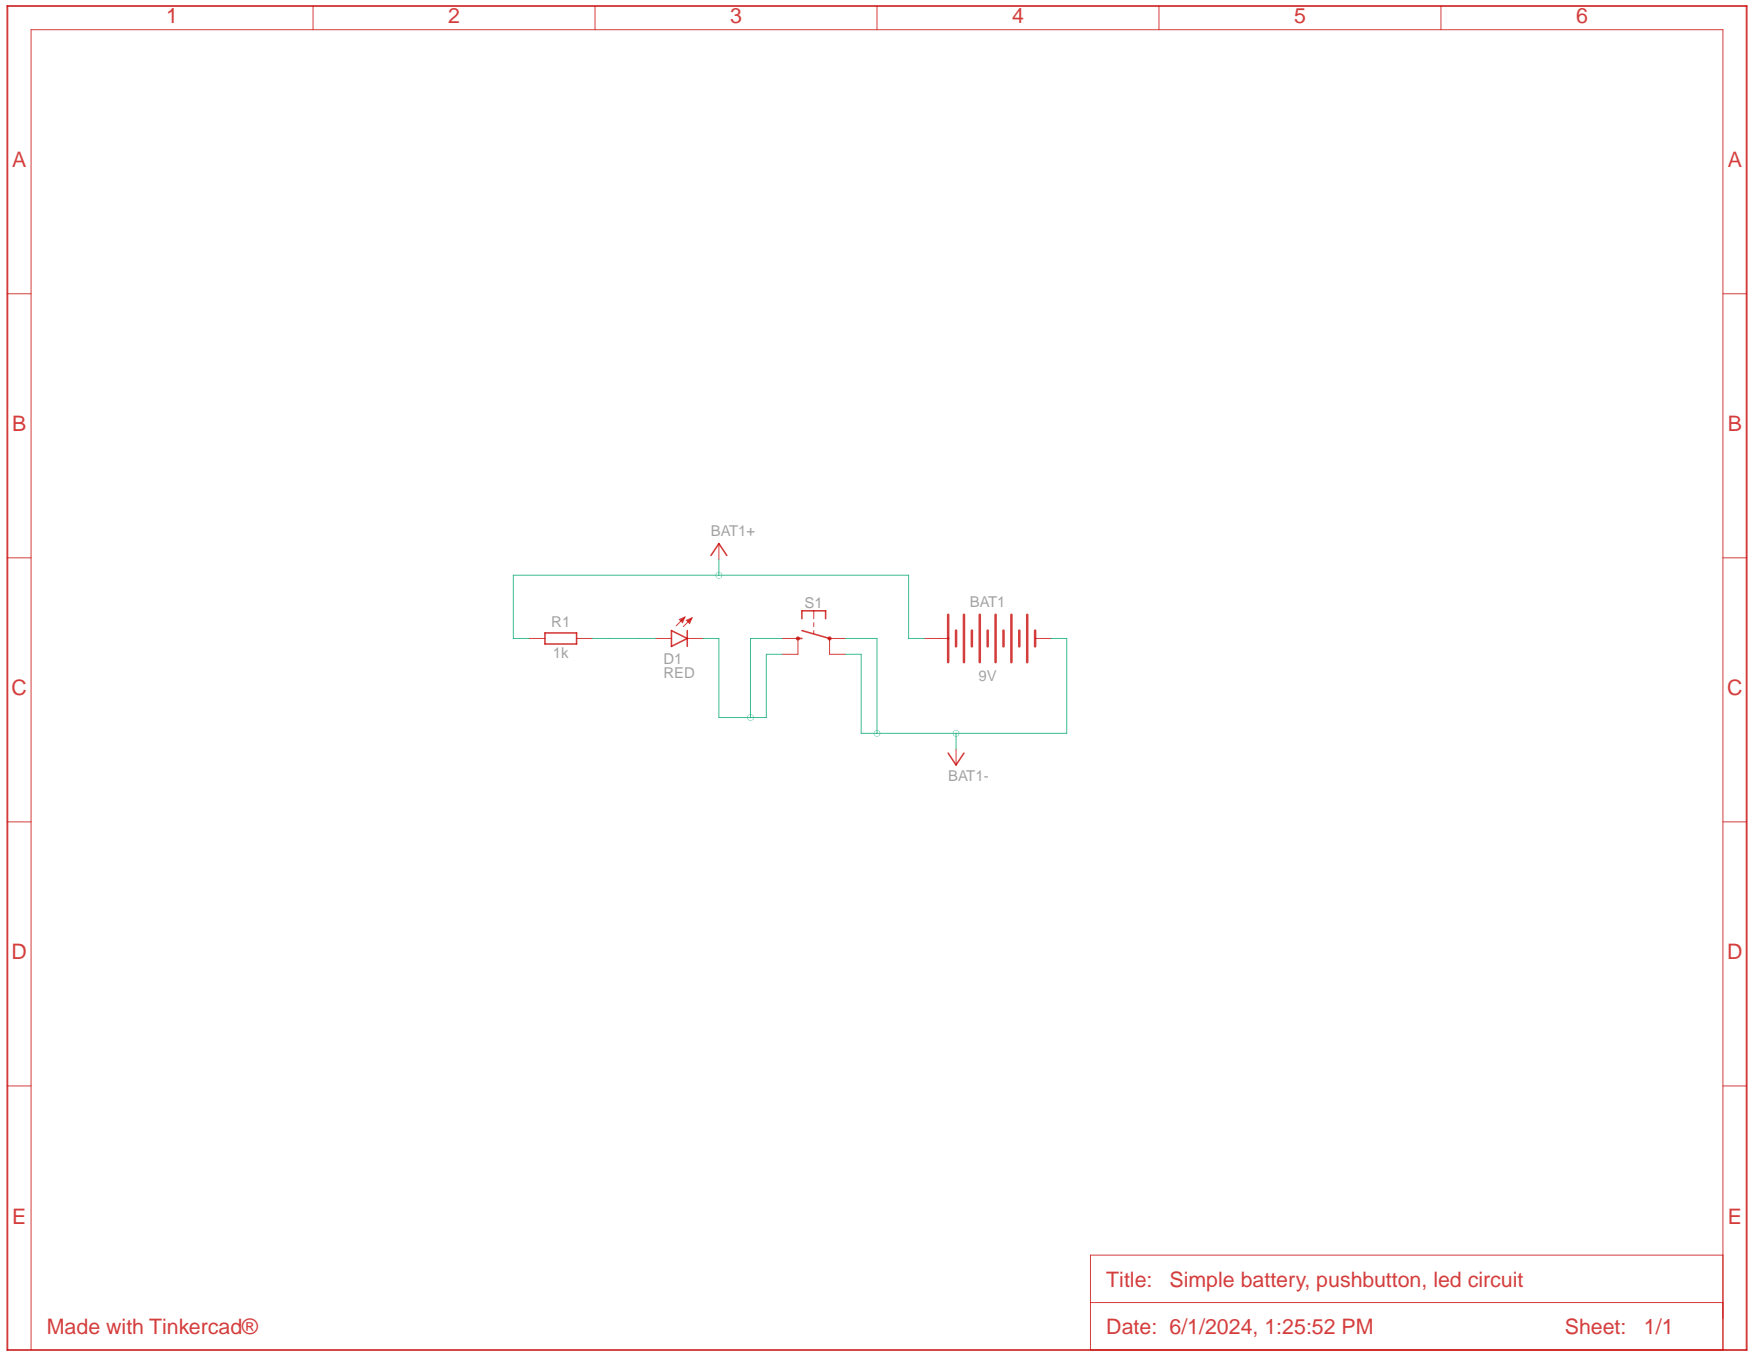 1 2 3 4 5 6
A A
B B
BAT1+
S1
BAT1
R1
1k
D1
RED
9V
C C
BAT1-
D D
E E
Title: Simple battery, pushbutton, led circuit
Made with Tinkercad®
Date: 6/1/2024, 1:25:52 PM Sheet: 1/1